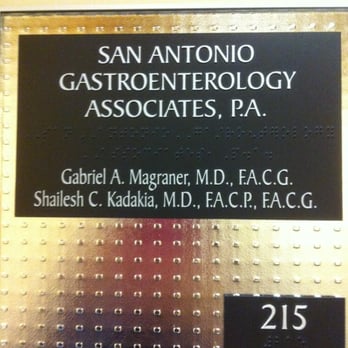 SAN ANTONIO
GASTROENTEROLOGY
ASSOCIATES, P.A.
Gabriel A. Magraner, M.D., F.A.C.G.
Shailesh C. Kadakia, M.D., F.A.C.P., F.A.C.G.
215